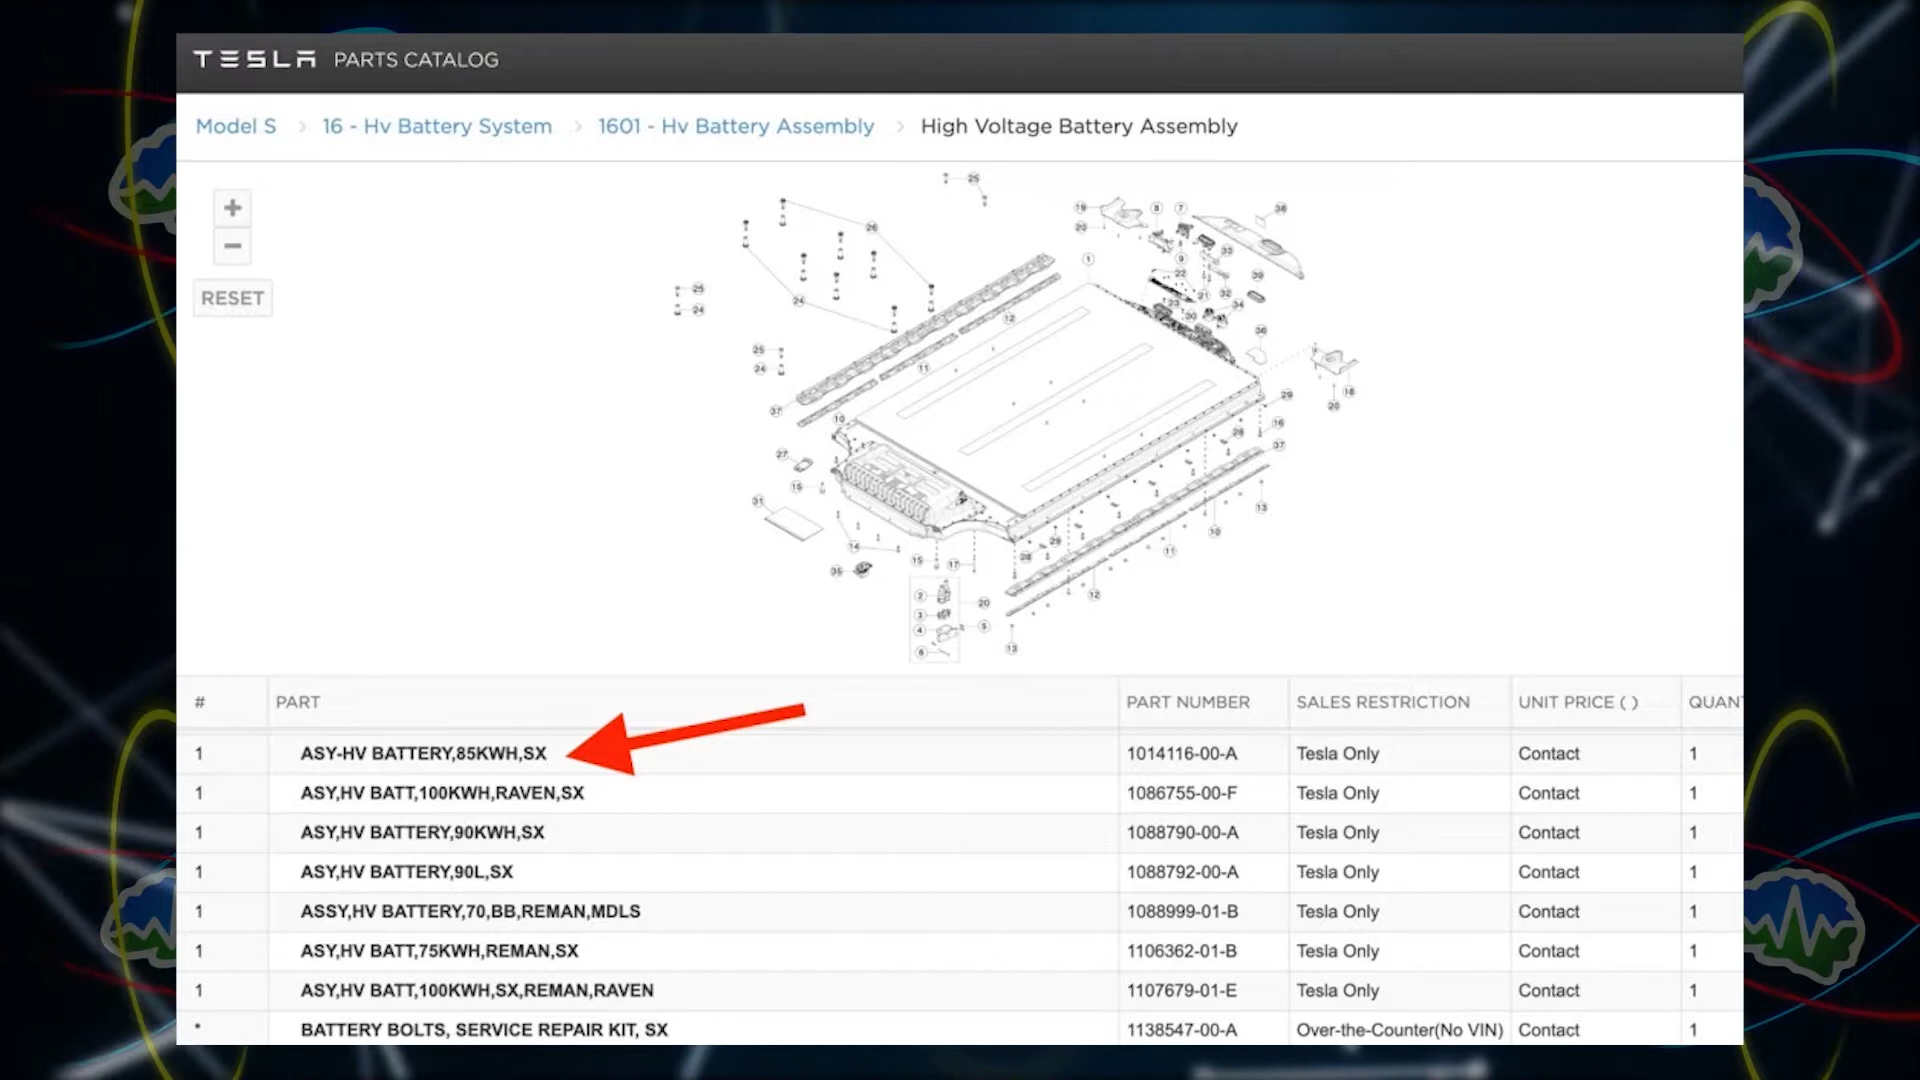 TESLA PARTS CATALOG
Model S > 16 - Hv Battery System > 1601 - Hv Battery Assembly > High Voltage Battery Assembly
+
−
RESET
# PART PART NUMBER SALES RESTRICTION UNIT PRICE ( ) QUANT
1 ASY-HV BATTERY,85KWH,SX 1014116-00-A Tesla Only Contact 1
1 ASY,HV BATT,100KWH,RAVEN,SX 1086755-00-F Tesla Only Contact 1
1 ASY,HV BATTERY,90KWH,SX 1088790-00-A Tesla Only Contact 1
1 ASY,HV BATTERY,90L,SX 1088792-00-A Tesla Only Contact 1
1 ASSY,HV BATTERY,70,BB,REMAN,MDLS 1088999-01-B Tesla Only Contact 1
1 ASY,HV BATT,75KWH,REMAN,SX 1106362-01-B Tesla Only Contact 1
1 ASY,HV BATT,100KWH,SX,REMAN,RAVEN 1107679-01-E Tesla Only Contact 1
* BATTERY BOLTS, SERVICE REPAIR KIT, SX 1138547-00-A Over-the-Counter(No VIN) Contact 1